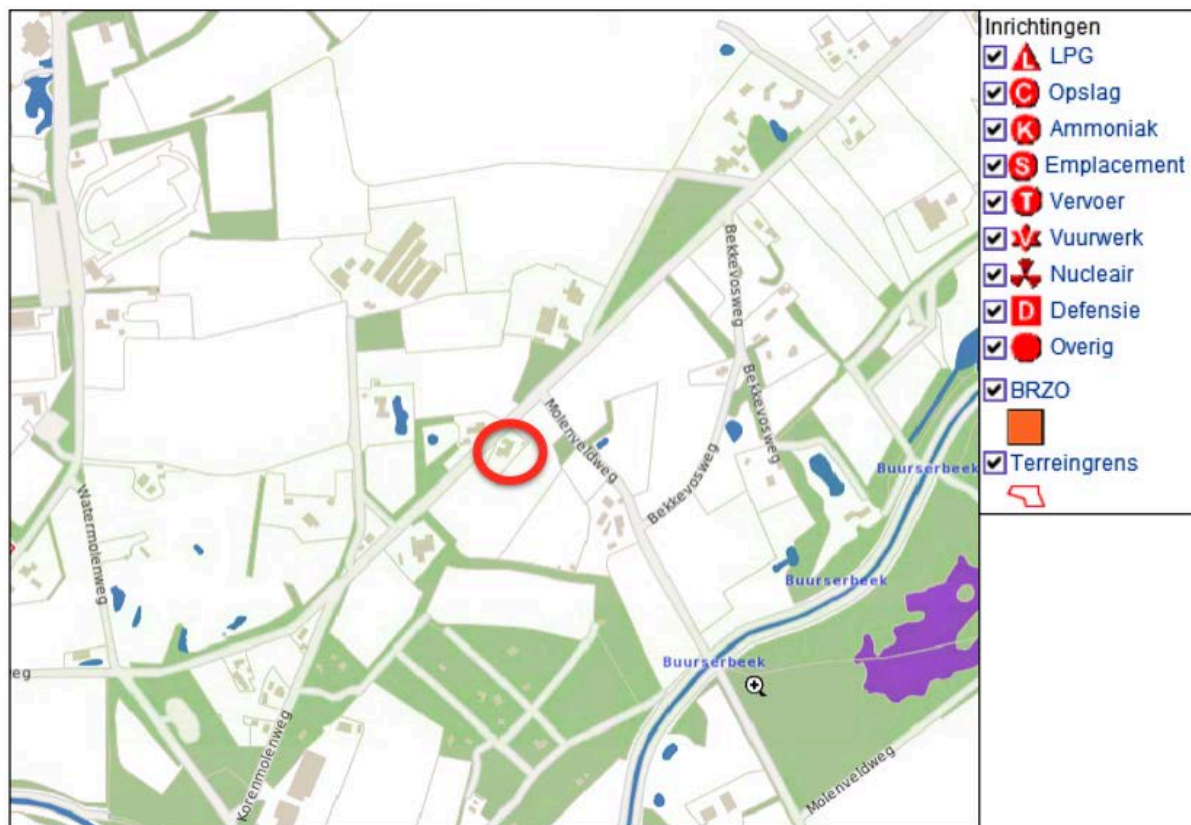 Inrichtingen
L LPG
C Opslag
K Ammoniak
S Emplacement
T Vervoer
V Vuurwerk
Nucleair
D Defensie
Overig
BRZO
Terreingrens
Bekkevosweg
Bekkevosweg
Molenveldweg
Bekkevosweg
Buurserbeek
Watermolenweg
Buurserbeek
Buurserbeek
eg
Korenmolenweg
Molenveldweg